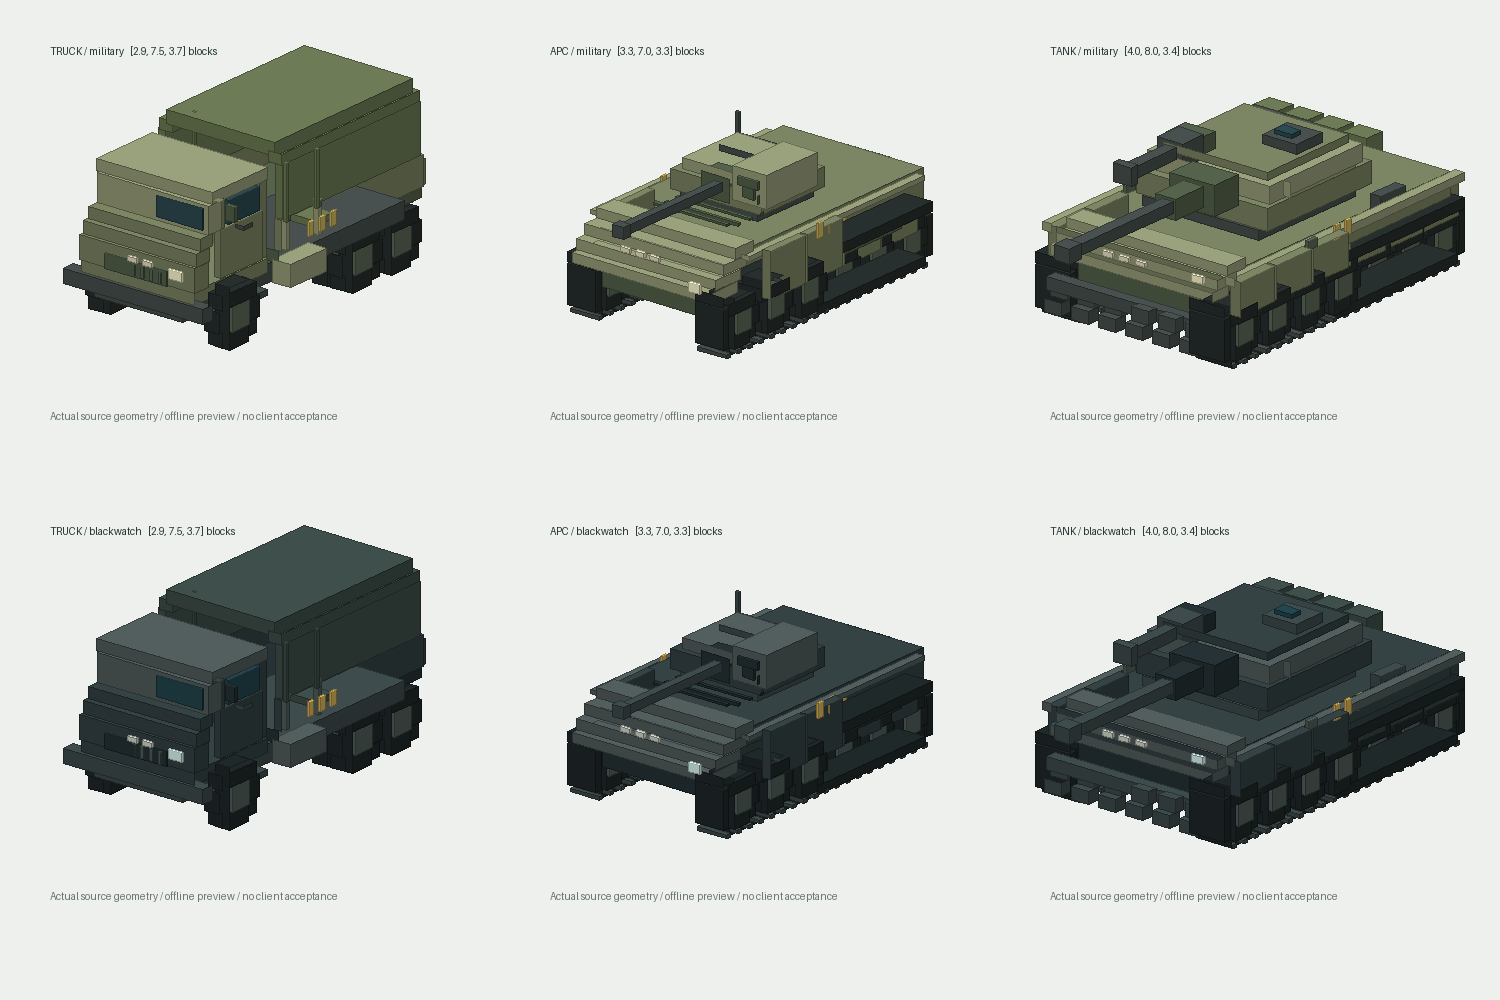 TRUCK / military [2.9, 7.5, 3.7] blocks
APC / military [3.3, 7.0, 3.3] blocks
TANK / military [4.0, 8.0, 3.4] blocks
Actual source geometry / offline preview / no client acceptance
Actual source geometry / offline preview / no client acceptance
Actual source geometry / offline preview / no client acceptance
TRUCK / blackwatch [2.9, 7.5, 3.7] blocks
APC / blackwatch [3.3, 7.0, 3.3] blocks
TANK / blackwatch [4.0, 8.0, 3.4] blocks
Actual source geometry / offline preview / no client acceptance
Actual source geometry / offline preview / no client acceptance
Actual source geometry / offline preview / no client acceptance